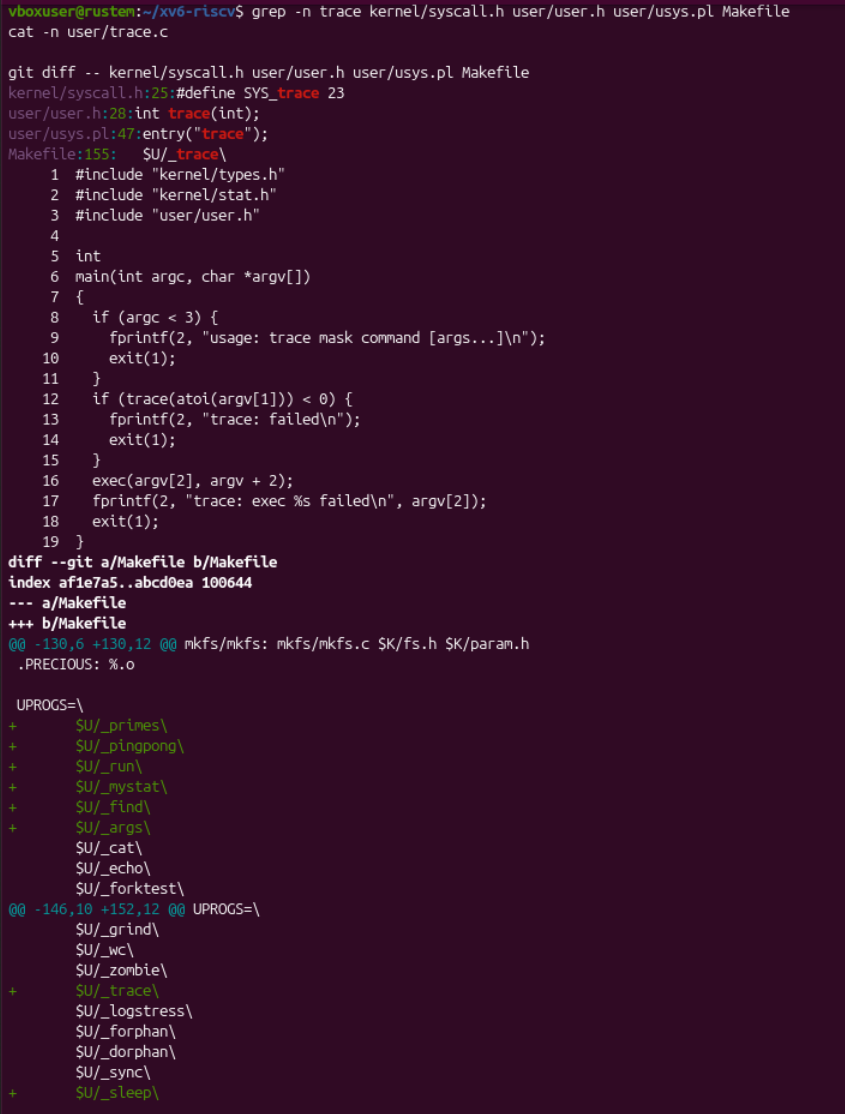 vboxuser@rustem:~/xv6-riscv$ grep -n trace kernel/syscall.h user/user.h user/usys.pl Makefile
cat -n user/trace.c

git diff -- kernel/syscall.h user/user.h user/usys.pl Makefile
kernel/syscall.h:25:#define SYS_trace 23
user/user.h:28:int trace(int);
user/usys.pl:47:entry("trace");
Makefile:155:   $U/_trace\
     1  #include "kernel/types.h"
     2  #include "kernel/stat.h"
     3  #include "user/user.h"
     4
     5  int
     6  main(int argc, char *argv[])
     7  {
     8    if (argc < 3) {
     9      fprintf(2, "usage: trace mask command [args...]\n");
    10      exit(1);
    11    }
    12    if (trace(atoi(argv[1])) < 0) {
    13      fprintf(2, "trace: failed\n");
    14      exit(1);
    15    }
    16    exec(argv[2], argv + 2);
    17    fprintf(2, "trace: exec %s failed\n", argv[2]);
    18    exit(1);
    19  }
diff --git a/Makefile b/Makefile
index af1e7a5..abcd0ea 100644
--- a/Makefile
+++ b/Makefile
@@ -130,6 +130,12 @@ mkfs/mkfs: mkfs/mkfs.c $K/fs.h $K/param.h
 .PRECIOUS: %.o

 UPROGS=\
+       $U/_primes\
+       $U/_pingpong\
+       $U/_run\
+       $U/_mystat\
+       $U/_find\
+       $U/_args\
        $U/_cat\
        $U/_echo\
        $U/_forktest\
@@ -146,10 +152,12 @@ UPROGS=\
        $U/_grind\
        $U/_wc\
        $U/_zombie\
+       $U/_trace\
        $U/_logstress\
        $U/_forphan\
        $U/_dorphan\
        $U/_sync\
+       $U/_sleep\